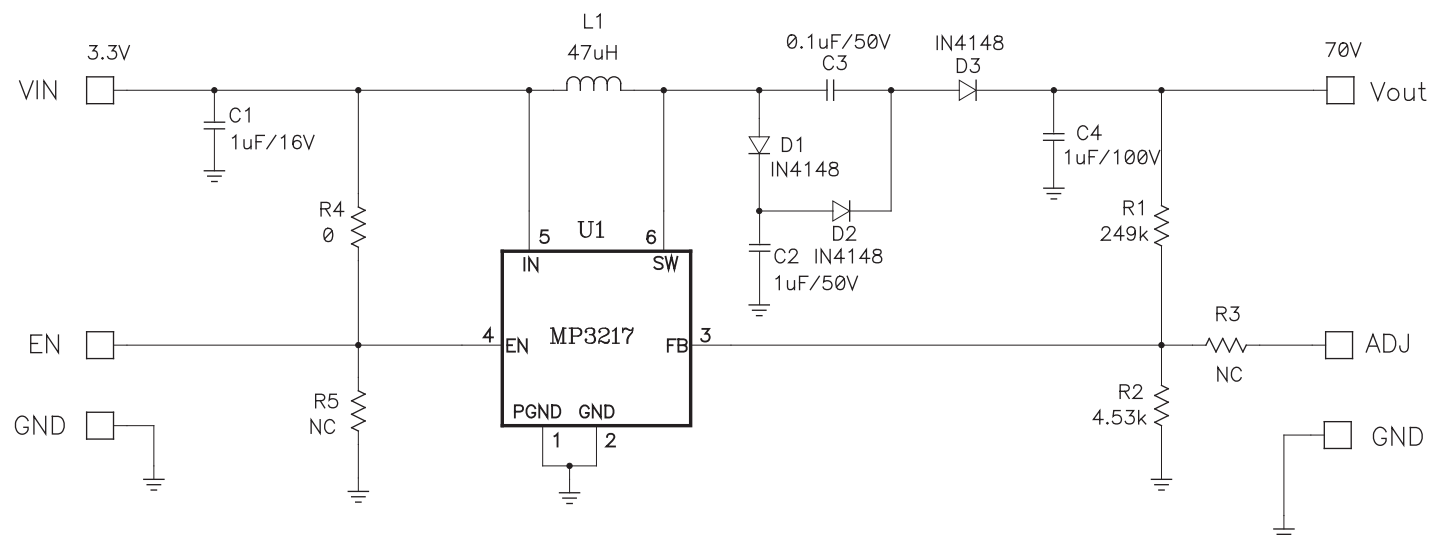 L1
47uH
3.3V
VIN
C1
1uF/16V
0.1uF/50V
C3
IN4148
D3
70V
Vout
D1
IN4148
C4
1uF/100V
R4
0
U1
5
6
IN
SW
D2
IN4148
C2
1uF/50V
R1
249k
EN
4
EN
MP3217
FB
3
R3
NC
ADJ
R5
NC
PGND
GND
1
2
R2
4.53k
GND
GND